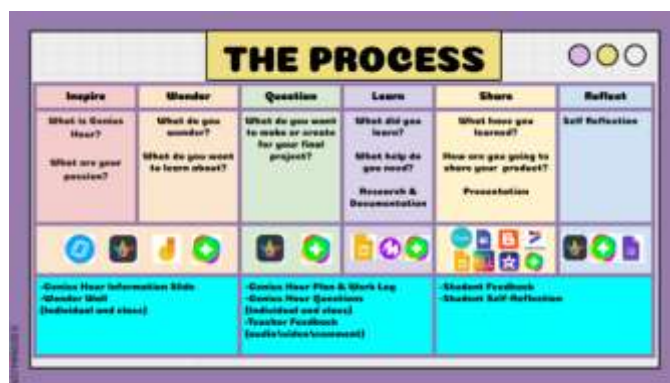 THE PROCESS
Inspire
Wonder
Question
Learn
Share
Reflect
What is Genius
Hour?
What are your
passion?
What do you
wonder?
What do you want
to learn about?
What do you want
to make or create
for your final
project?
What did you
learn?
What help do
you need?
Research &
Documentation
What have you
learned?
How are you going to
share your product?
Presentation
Self Reflection
-Genius Hour Information Slide
-Wonder Wall
(Individual and class)
-Genius Hour Plan & Work Log
-Genius Hour Questions
(Individual and class)
-Teacher Feedback
(audio\video\comment)
-Student Feedback
-Student Self-Reflection